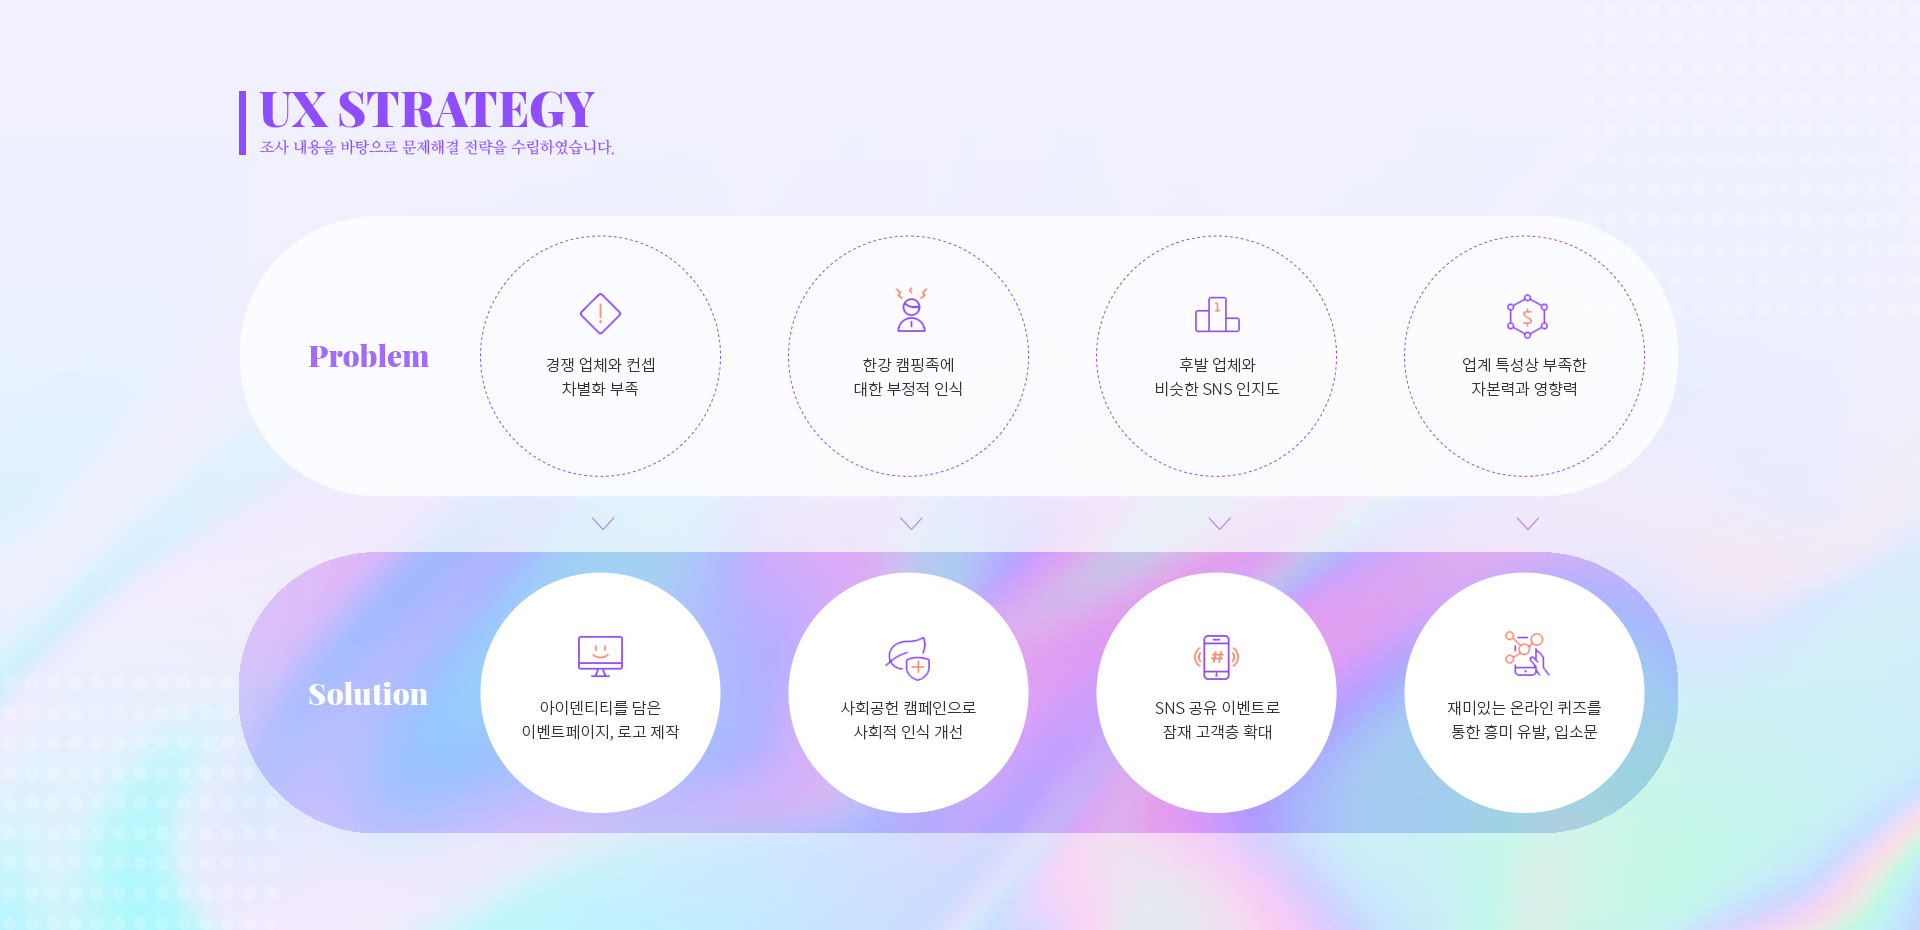 UX STRATEGY
조사 내용을 바탕으로 문제해결 전략을 수립하였습니다.
Problem
경쟁 업체와 컨셉
차별화 부족
한강 캠핑족에
대한 부정적 인식
1
후발 업체와
비슷한 SNS 인지도
$
업계 특성상 부족한
자본력과 영향력
Solution
아이덴티티를 담은
이벤트페이지, 로고 제작
사회공헌 캠페인으로
사회적 인식 개선
#
SNS 공유 이벤트로
잠재 고객층 확대
재미있는 온라인 퀴즈를
통한 흥미 유발, 입소문